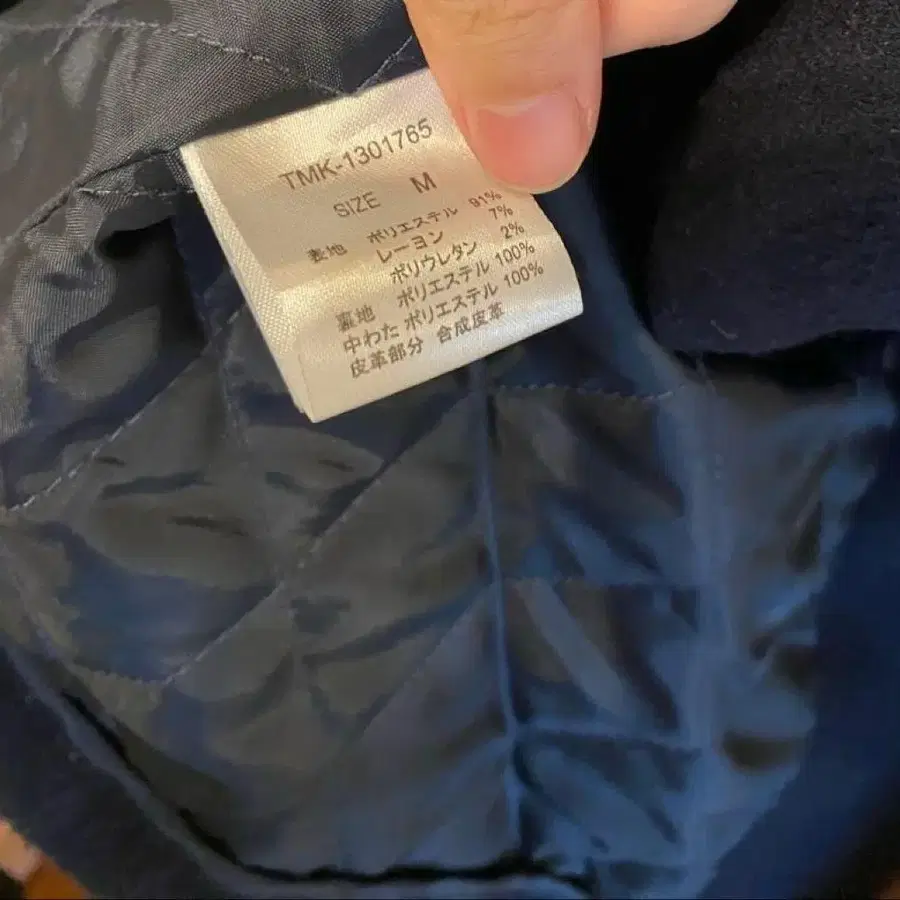 TMK-1301765
SIZE M
表地 ポリエステル 91%
レーヨン 7%
ポリウレタン 2%
裏地 ポリエステル 100%
中わた ポリエステル 100%
皮革部分 合成皮革